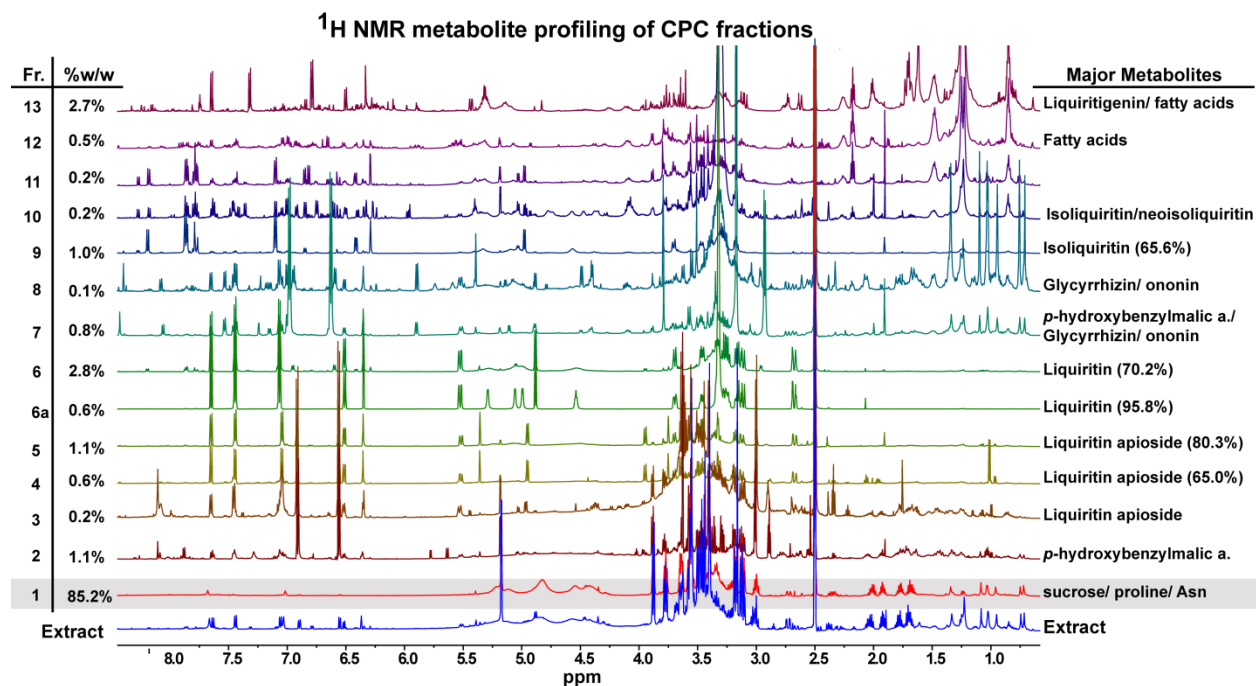 ¹H NMR metabolite profiling of CPC fractions
Fr. %w/w Major Metabolites
13 2.7% Liquiritigenin/ fatty acids
12 0.5% Fatty acids
11 0.2%
10 0.2% Isoliquiritin/neoisoliquiritin
9 1.0% Isoliquiritin (65.6%)
8 0.1% Glycyrrhizin/ ononin
7 0.8% p-hydroxybenzylmalic a./
Glycyrrhizin/ ononin
6 2.8% Liquiritin (70.2%)
6a 0.6% Liquiritin (95.8%)
5 1.1% Liquiritin apioside (80.3%)
4 0.6% Liquiritin apioside (65.0%)
3 0.2% Liquiritin apioside
2 1.1% p-hydroxybenzylmalic a.
1 85.2% sucrose/ proline/ Asn
Extract Extract
8.0 7.5 7.0 6.5 6.0 5.5 5.0 4.5 4.0 3.5 3.0 2.5 2.0 1.5 1.0
ppm